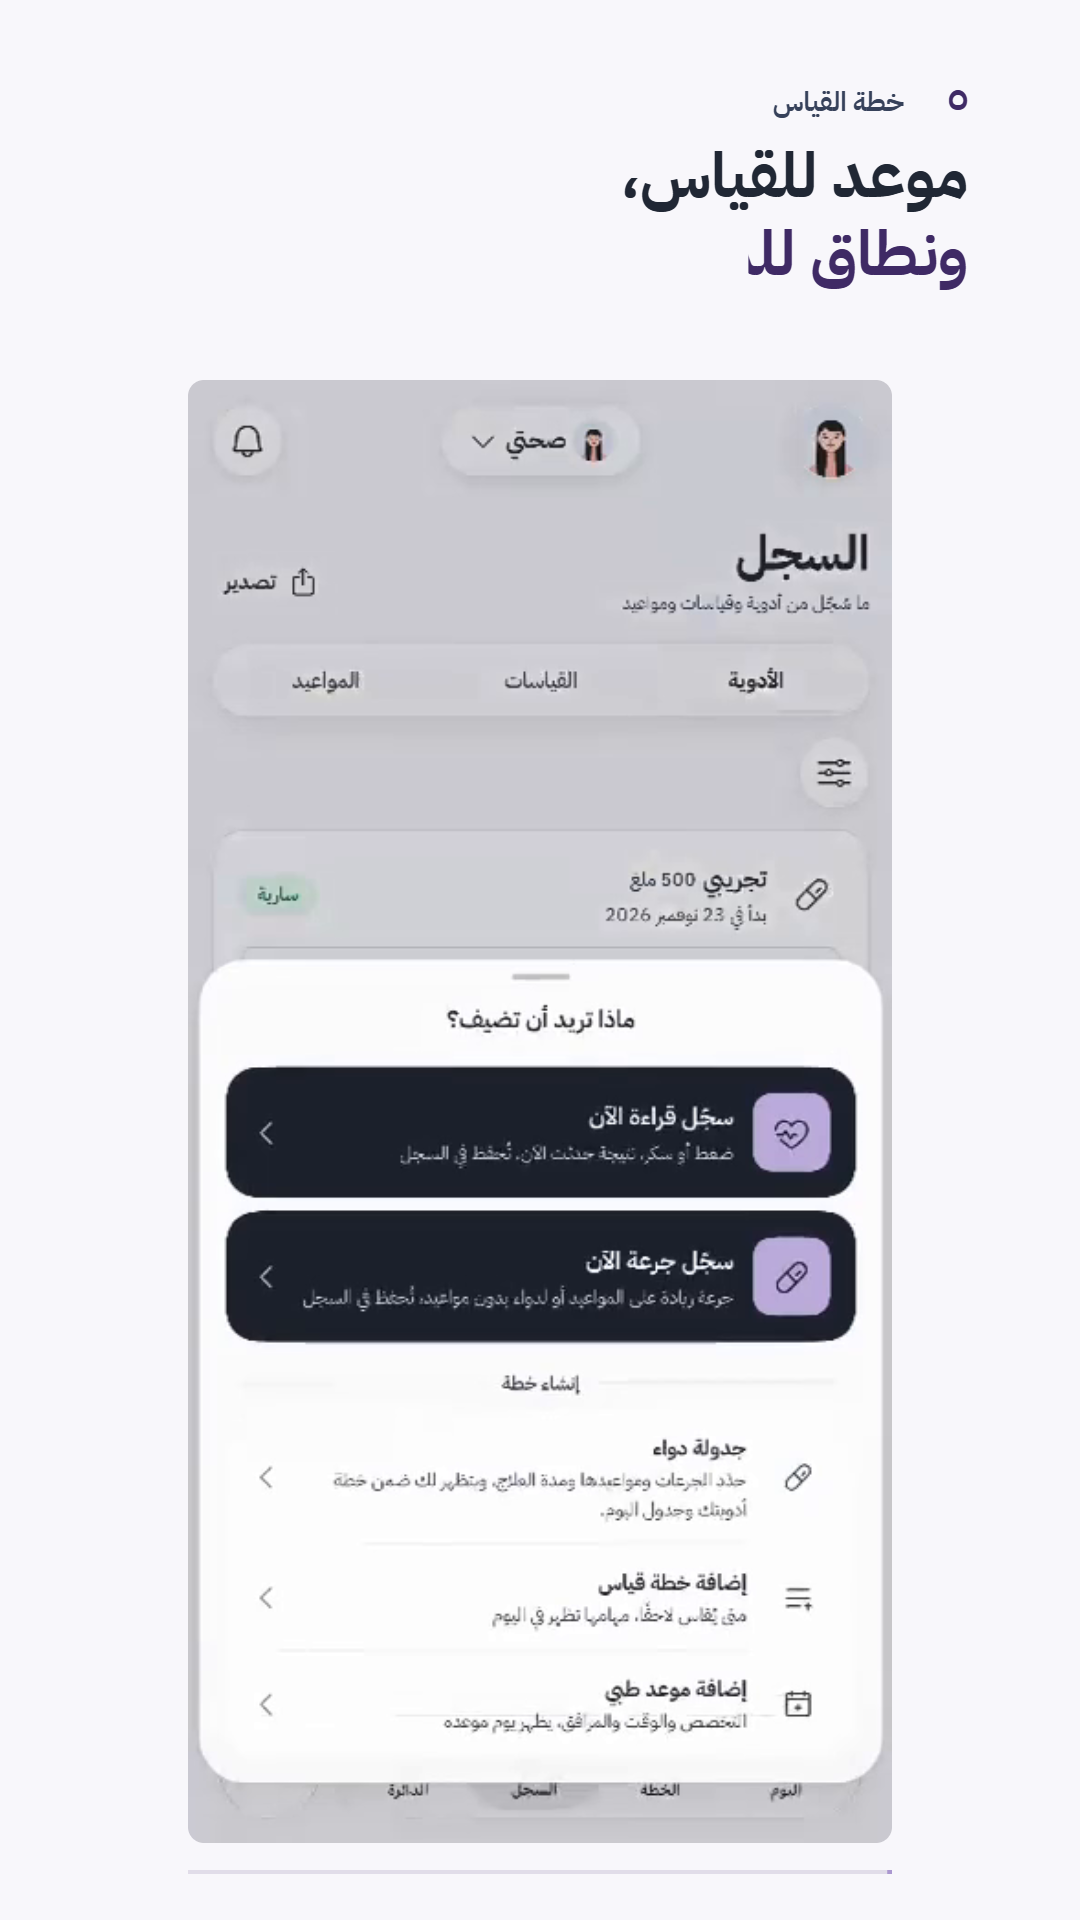 خطة القياس
موعد للقياس،
ونطاق
صحتي
السجل
تصدير
ما سُجّل من أدوية وقياسات ومواعيد
الأدوية
القياسات
المواعيد
تجريبي 500 ملغ
سارية
بدأ في 23 نوفمبر 2026
ماذا تريد أن تضيف؟
سجّل قراءة الآن
ضغط أو سكر، نتيجة حدثت الآن، تُحفظ في السجل
سجّل جرعة الآن
جرعة زيادة على المواعيد أو لدواء بدون مواعيد، تُحفظ في السجل
إنشاء خطة
جدولة دواء
حدّد الجرعات ومواعيدها ومدة العلاج، وبتظهر لك ضمن خطة
أدويتك وجدول اليوم.
إضافة خطة قياس
متى يُقاس لاحقًا، مهامها تظهر في اليوم
إضافة موعد طبي
التخصص والوقت والمرافق، يظهر يوم موعده
اليوم
الخطة
السجل
الدائرة